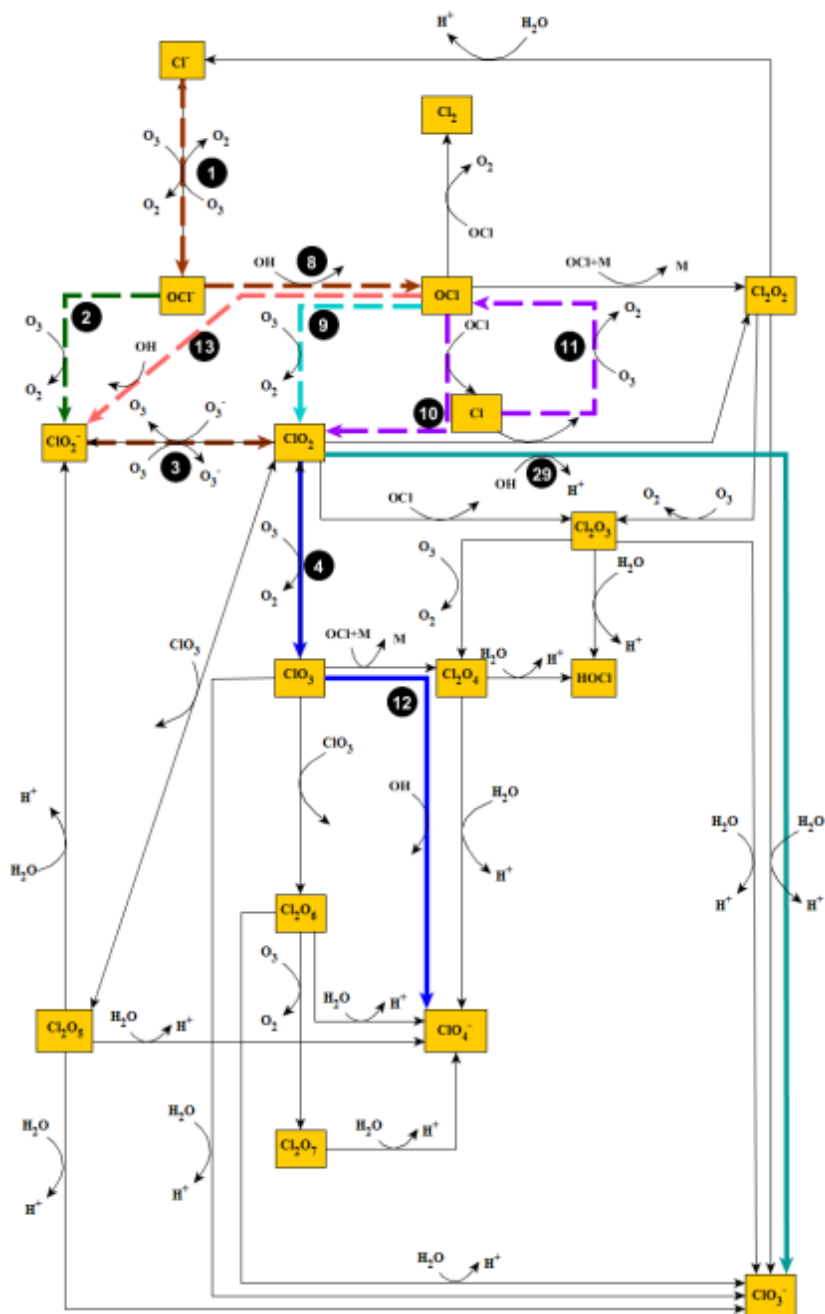 H⁺ H₂O
Cl⁻
Cl₂
O₃ O₂
1
O₂ O₃
O₂
OCl
OH 8
OCl+M M
OCl⁻ OCl Cl₂O₂
2 9
O₃ 13 O₃ OCl 11 O₂
OH
O₂ O₂ O₃
Cl
10
O₃ O₃⁻
ClO₂⁻ ClO₂
O₃ 3 O₃⁻
OH 29 H⁺
OCl O₂ O₃
Cl₂O₃
O₃ 4 O₃ H₂O
O₂ O₂
H⁺
OCl+M M H₂O H⁺
ClO₃ ClO₃ Cl₂O₄ HOCl
12
ClO₃
OH H₂O
H⁺
H₂O H₂O H₂O
H⁺
H⁺ H⁺
Cl₂O₆
O₃
H₂O H⁺
O₂
Cl₂O₅ H₂O H⁺ ClO₄⁻
H₂O H₂O
Cl₂O₇ H₂O H⁺
H⁺ H⁺
H₂O H⁺
ClO₃⁻